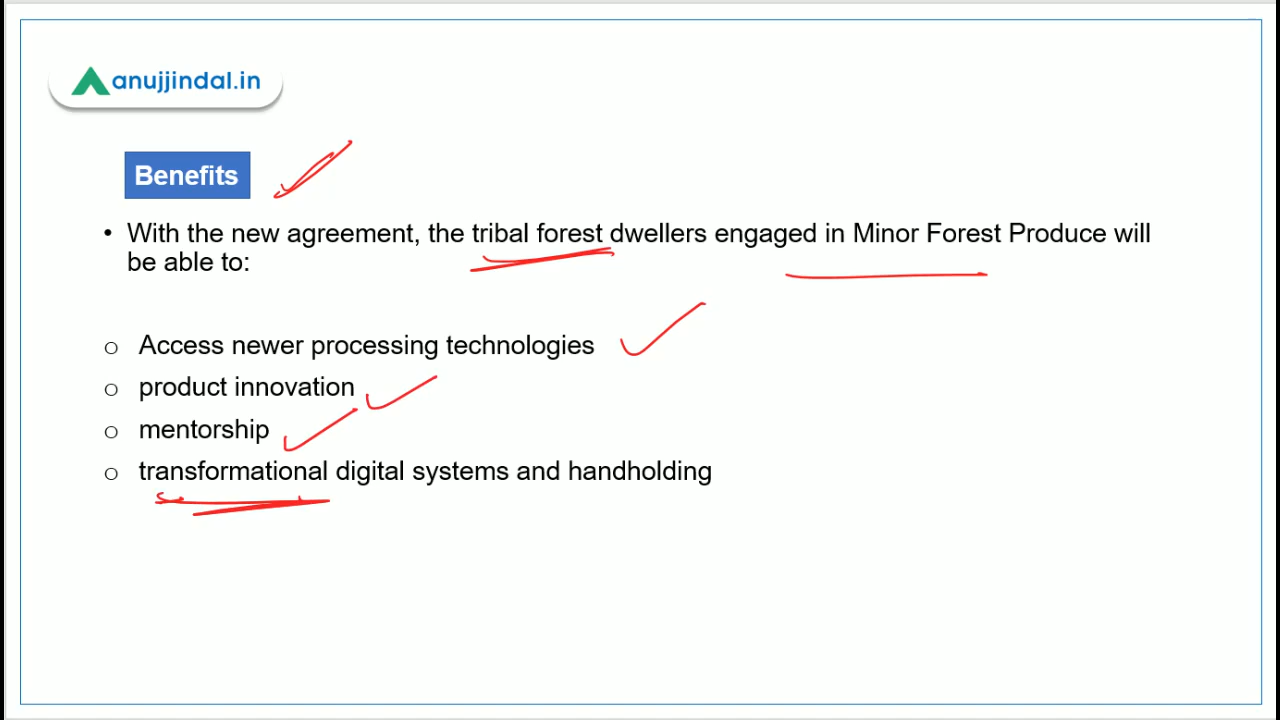 anujjindal.in
Benefits
• With the new agreement, the tribal forest dwellers engaged in Minor Forest Produce will
be able to:
o Access newer processing technologies
o product innovation
o mentorship
o transformational digital systems and handholding